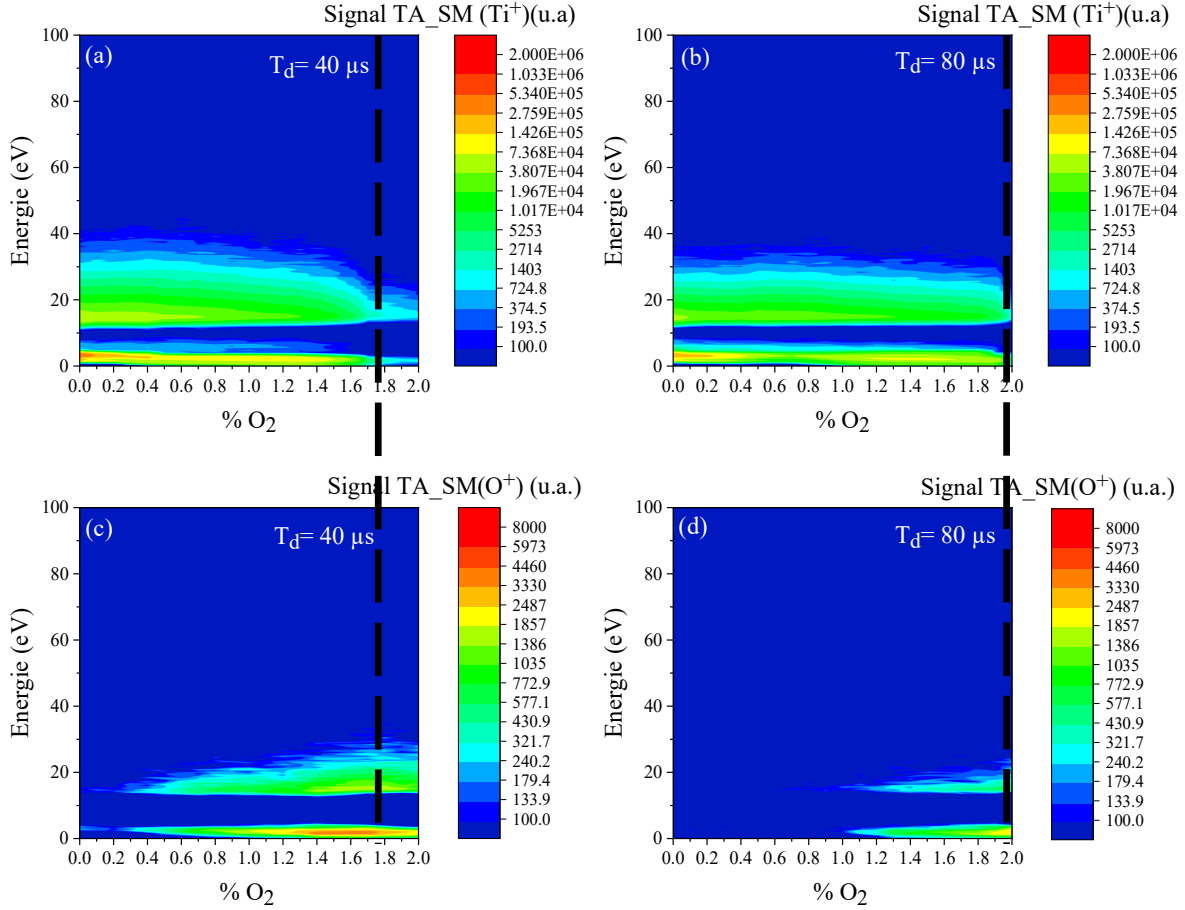 Signal TA_SM (Ti⁺)(u.a)
(a)
T_d= 40 µs
Energie (eV)
100
80
60
40
20
0
0.0 0.2 0.4 0.6 0.8 1.0 1.2 1.4 1.6 1.8 2.0
% O₂
2.000E+06
1.033E+06
5.340E+05
2.759E+05
1.426E+05
7.368E+04
3.807E+04
1.967E+04
1.017E+04
5253
2714
1403
724.8
374.5
193.5
100.0
Signal TA_SM (Ti⁺)(u.a)
(b)
T_d= 80 µs
Energie (eV)
100
80
60
40
20
0
0.0 0.2 0.4 0.6 0.8 1.0 1.2 1.4 1.6 1.8 2.0
% O₂
2.000E+06
1.033E+06
5.340E+05
2.759E+05
1.426E+05
7.368E+04
3.807E+04
1.967E+04
1.017E+04
5253
2714
1403
724.8
374.5
193.5
100.0
Signal TA_SM(O⁺) (u.a.)
(c)
T_d= 40 µs
Energie (eV)
100
80
60
40
20
0
0.0 0.2 0.4 0.6 0.8 1.0 1.2 1.4 1.6 1.8 2.0
% O₂
8000
5973
4460
3330
2487
1857
1386
1035
772.9
577.1
430.9
321.7
240.2
179.4
133.9
100.0
Signal TA_SM(O⁺) (u.a.)
(d)
T_d= 80 µs
Energie (eV)
100
80
60
40
20
0
0.0 0.2 0.4 0.6 0.8 1.0 1.2 1.4 1.6 1.8 2.0
% O₂
8000
5973
4460
3330
2487
1857
1386
1035
772.9
577.1
430.9
321.7
240.2
179.4
133.9
100.0